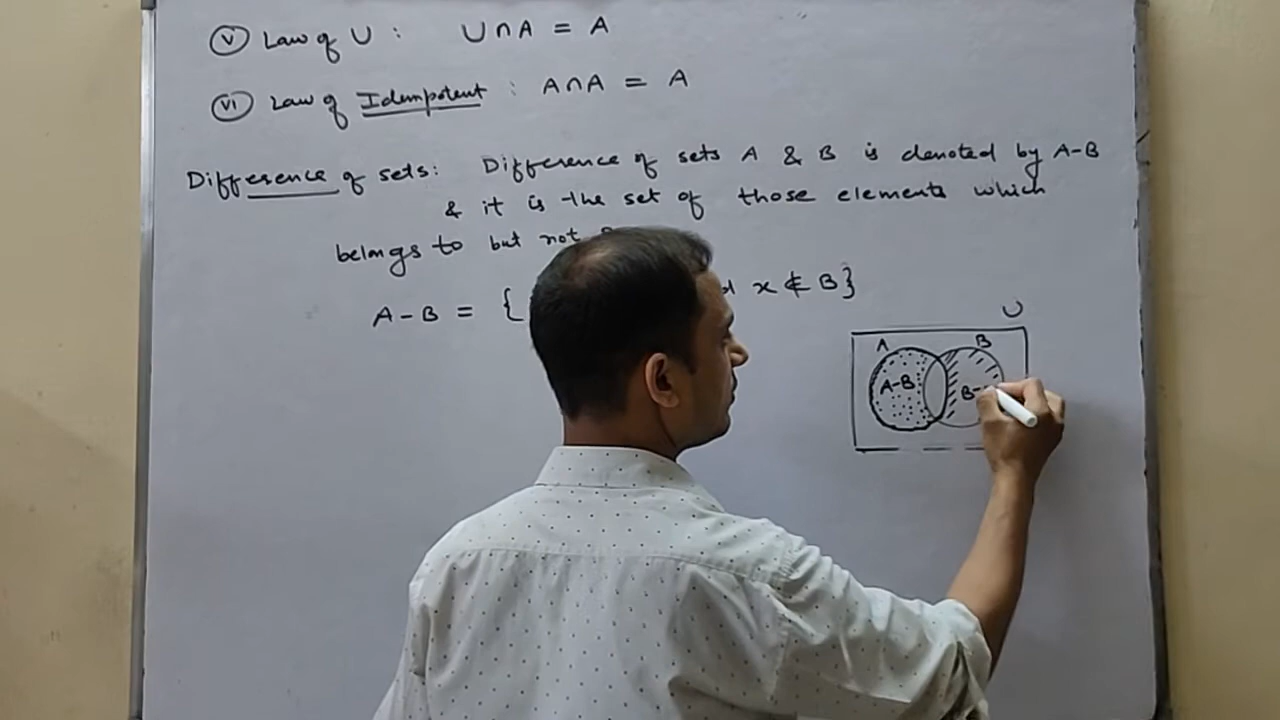 (V) Law of U : U ∩ A = A
(VI) Law of Idempotent : A ∩ A = A
Difference of sets: Difference of sets A & B is denoted by A-B
& it is the set of those elements which
belongs to but not
A - B = { x ∉ B}
U
A B
A-B B-